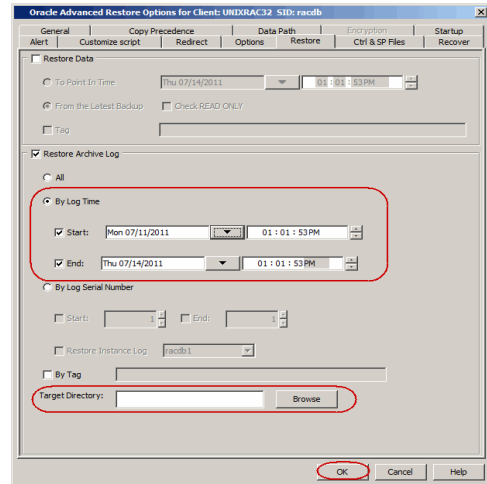 Oracle Advanced Restore Options for Client: UNIXRAC32 SID: racdb
General Copy Precedence Data Path Encryption Startup
Alert Customize script Redirect Options Restore Ctrl & SP Files Recover
Restore Data
To Point In Time Thu 07/14/2011 01 : 01 : 53 PM
From the Latest Backup Check READ ONLY
Tag
Restore Archive Log
All
By Log Time
Start: Mon 07/11/2011 01 : 01 : 53 PM
End: Thu 07/14/2011 01 : 01 : 53 PM
By Log Serial Number
Start: 1 End: 1
Restore Instance Log racdb1
By Tag
Target Directory: Browse
OK Cancel Help